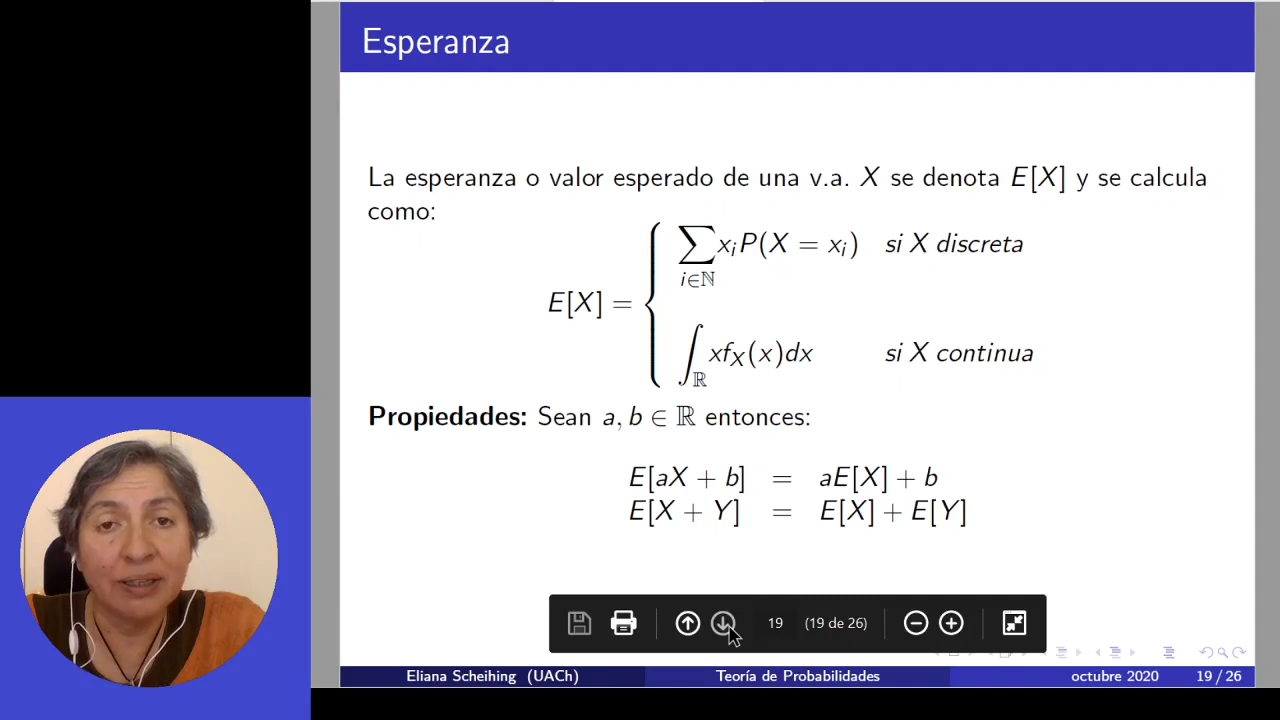 Esperanza
La esperanza o valor esperado de una v.a. X se denota E[X] y se calcula
como:
E[X] = { ∑_{i∈ℕ} x_i P(X = x_i) si X discreta
∫_ℝ x f_X(x)dx si X continua
Propiedades: Sean a, b ∈ ℝ entonces:
E[aX + b] = aE[X] + b
E[X + Y] = E[X] + E[Y]
19 (19 de 26)
Eliana Scheihing (UACh) Teoría de Probabilidades octubre 2020 19 / 26